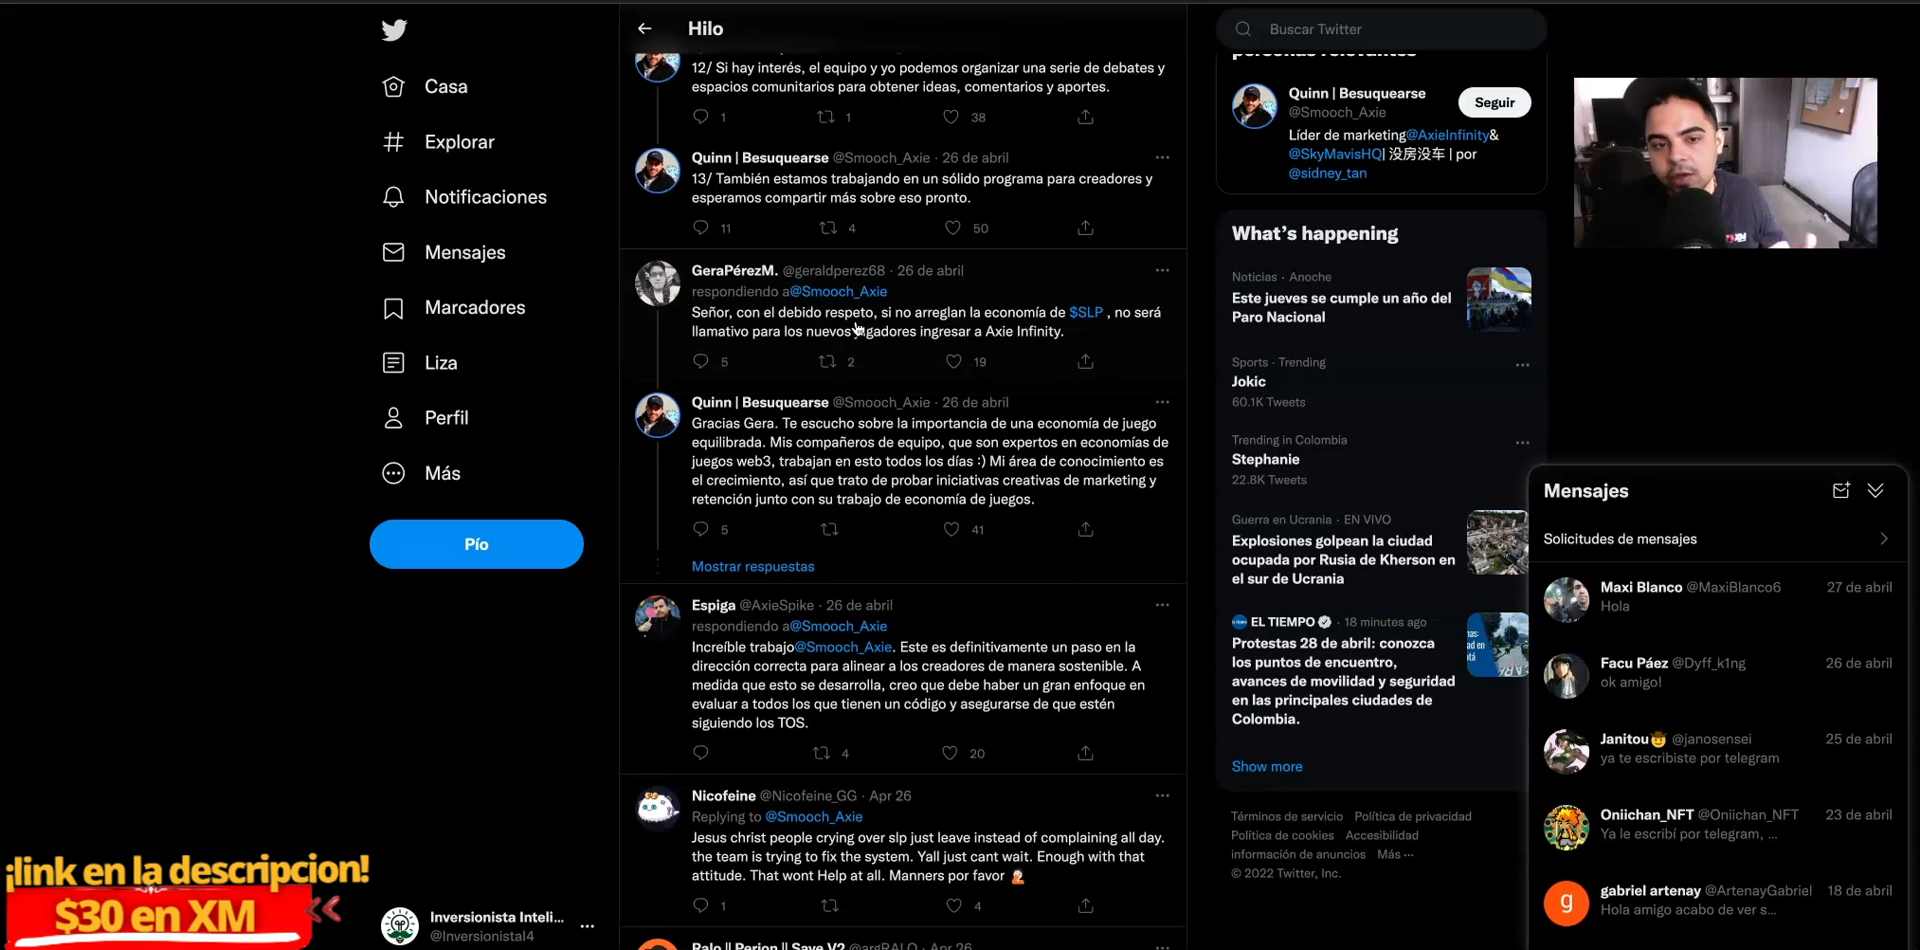 Casa
Explorar
Notificaciones
Mensajes
Marcadores
Liza
Perfil
Más
Pío
¡link en la descripcion!
$30 en XM
Inversionista Inteli...
@Inversionistal4
Hilo
12/ Si hay interés, el equipo y yo podemos organizar una serie de debates y
espacios comunitarios para obtener ideas, comentarios y aportes.
1 1 38
Quinn | Besuquearse @Smooch_Axie · 26 de abril
13/ También estamos trabajando en un sólido programa para creadores y
esperamos compartir más sobre eso pronto.
11 4 50
GeraPérezM. @geraldperez68 · 26 de abril
respondiendo a@Smooch_Axie
Señor, con el debido respeto, si no arreglan la economía de $SLP , no será
llamativo para los nuevos jugadores ingresar a Axie Infinity.
5 2 19
Quinn | Besuquearse @Smooch_Axie · 26 de abril
Gracias Gera. Te escucho sobre la importancia de una economía de juego
equilibrada. Mis compañeros de equipo, que son expertos en economías de
juegos web3, trabajan en esto todos los días :) Mi área de conocimiento es
el crecimiento, así que trato de probar iniciativas creativas de marketing y
retención junto con su trabajo de economía de juegos.
5 41
Mostrar respuestas
Espiga @AxieSpike · 26 de abril
respondiendo a@Smooch_Axie
Increíble trabajo@Smooch_Axie. Este es definitivamente un paso en la
dirección correcta para alinear a los creadores de manera sostenible. A
medida que esto se desarrolla, creo que debe haber un gran enfoque en
evaluar a todos los que tienen un código y asegurarse de que estén
siguiendo los TOS.
4 20
Nicofeine @Nicofeine_GG · Apr 26
Replying to @Smooch_Axie
Jesus christ people crying over slp just leave instead of complaining all day.
the team is trying to fix the system. Yall just cant wait. Enough with that
attitude. That wont Help at all. Manners por favor
1 4
Ralo || Perion || Save V2 @argRALO · Apr 26
Buscar Twitter
personas relevantes
Quinn | Besuquearse
@Smooch_Axie
Seguir
Líder de marketing@AxieInfinity&
@SkyMavisHQ| 没房没车 | por
@sidney_tan
What's happening
Noticias · Anoche
Este jueves se cumple un año del
Paro Nacional
Sports · Trending
Jokic
60.1K Tweets
Trending in Colombia
Stephanie
22.8K Tweets
Guerra en Ucrania · EN VIVO
Explosiones golpean la ciudad
ocupada por Rusia de Kherson en
el sur de Ucrania
EL TIEMPO · 18 minutes ago
Protestas 28 de abril: conozca
los puntos de encuentro,
avances de movilidad y seguridad
en las principales ciudades de
Colombia.
Show more
Términos de servicio Política de privacidad
Política de cookies Accesibilidad
información de anuncios Más ···
© 2022 Twitter, Inc.
Mensajes
Solicitudes de mensajes
Maxi Blanco @MaxiBlanco6 27 de abril
Hola
Facu Páez @Dyff_k1ng 26 de abril
ok amigo!
Janitou @janosensei 25 de abril
ya te escribiste por telegram
Oniichan_NFT @Oniichan_NFT 23 de abril
Ya le escribí por telegram, ...
g
gabriel artenay @ArtenayGabriel 18 de abril
Hola amigo acabo de ver s...